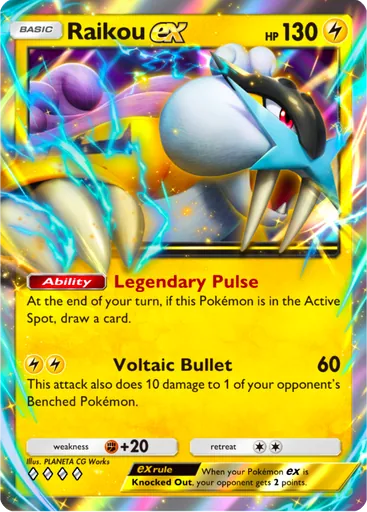 BASIC Raikou ex HP 130
Ability Legendary Pulse
At the end of your turn, if this Pokémon is in the Active
Spot, draw a card.
Voltaic Bullet 60
This attack also does 10 damage to 1 of your opponent's
Benched Pokémon.
weakness +20 retreat
Illus. PLANETA CG Works
ex rule When your Pokémon ex is
Knocked Out, your opponent gets 2 points.